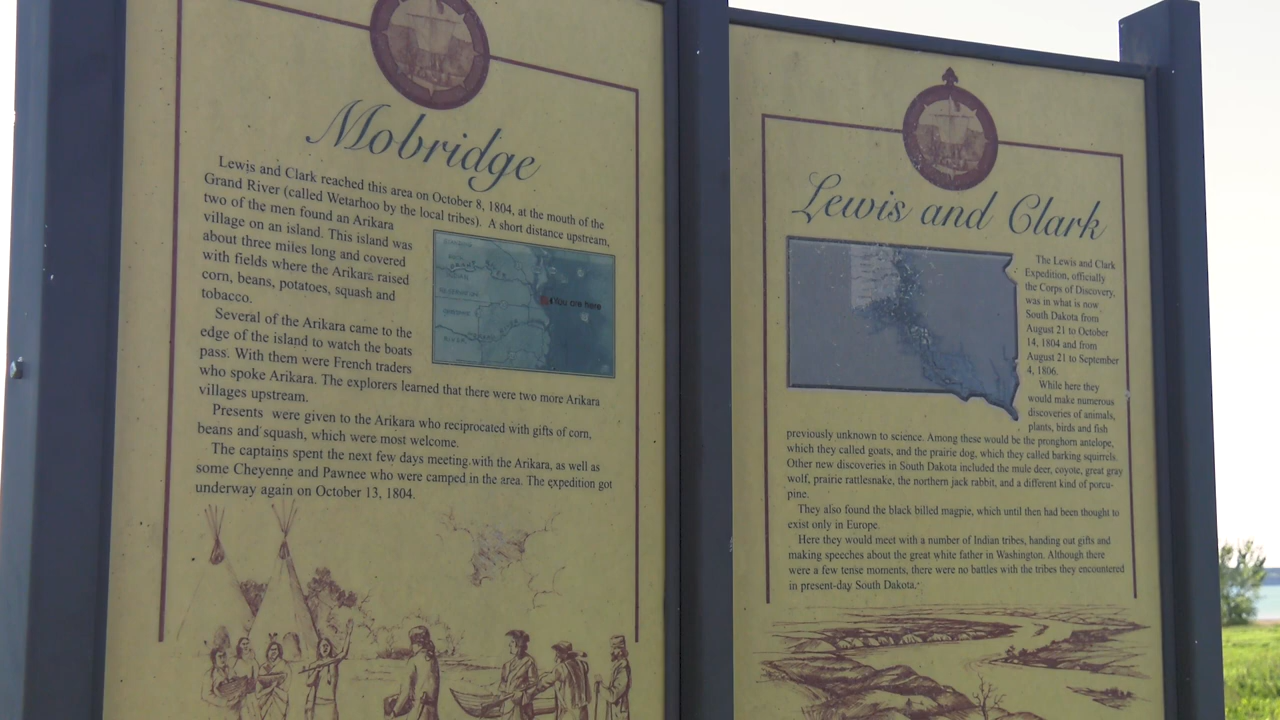 Mobridge
Lewis and Clark reached this area on October 8, 1804, at the mouth of the
Grand River (called Wetarhoo by the local tribes). A short distance upstream,
two of the men found an Arikara
village on an island. This island was
about three miles long and covered
with fields where the Arikara raised
corn, beans, potatoes, squash and
tobacco.
Several of the Arikara came to the
edge of the island to watch the boats
pass. With them were French traders
who spoke Arikara. The explorers learned that there were two more Arikara
villages upstream.
Presents were given to the Arikara who reciprocated with gifts of corn,
beans and squash, which were most welcome.
The captains spent the next few days meeting with the Arikara, as well as
some Cheyenne and Pawnee who were camped in the area. The expedition got
underway again on October 13, 1804.
You are here
Lewis and Clark
The Lewis and Clark
Expedition, officially
the Corps of Discovery,
was in what is now
South Dakota from
August 21 to October
14, 1804 and from
August 21 to September
4, 1806.
While here they
would make numerous
discoveries of animals,
plants, birds and fish
previously unknown to science. Among these would be the pronghorn antelope,
which they called goats, and the prairie dog, which they called barking squirrels.
Other new discoveries in South Dakota included the mule deer, coyote, great gray
wolf, prairie rattlesnake, the northern jack rabbit, and a different kind of porcu-
pine.
They also found the black billed magpie, which until then had been thought to
exist only in Europe.
Here they would meet with a number of Indian tribes, handing out gifts and
making speeches about the great white father in Washington. Although there
were a few tense moments, there were no battles with the tribes they encountered
in present-day South Dakota.